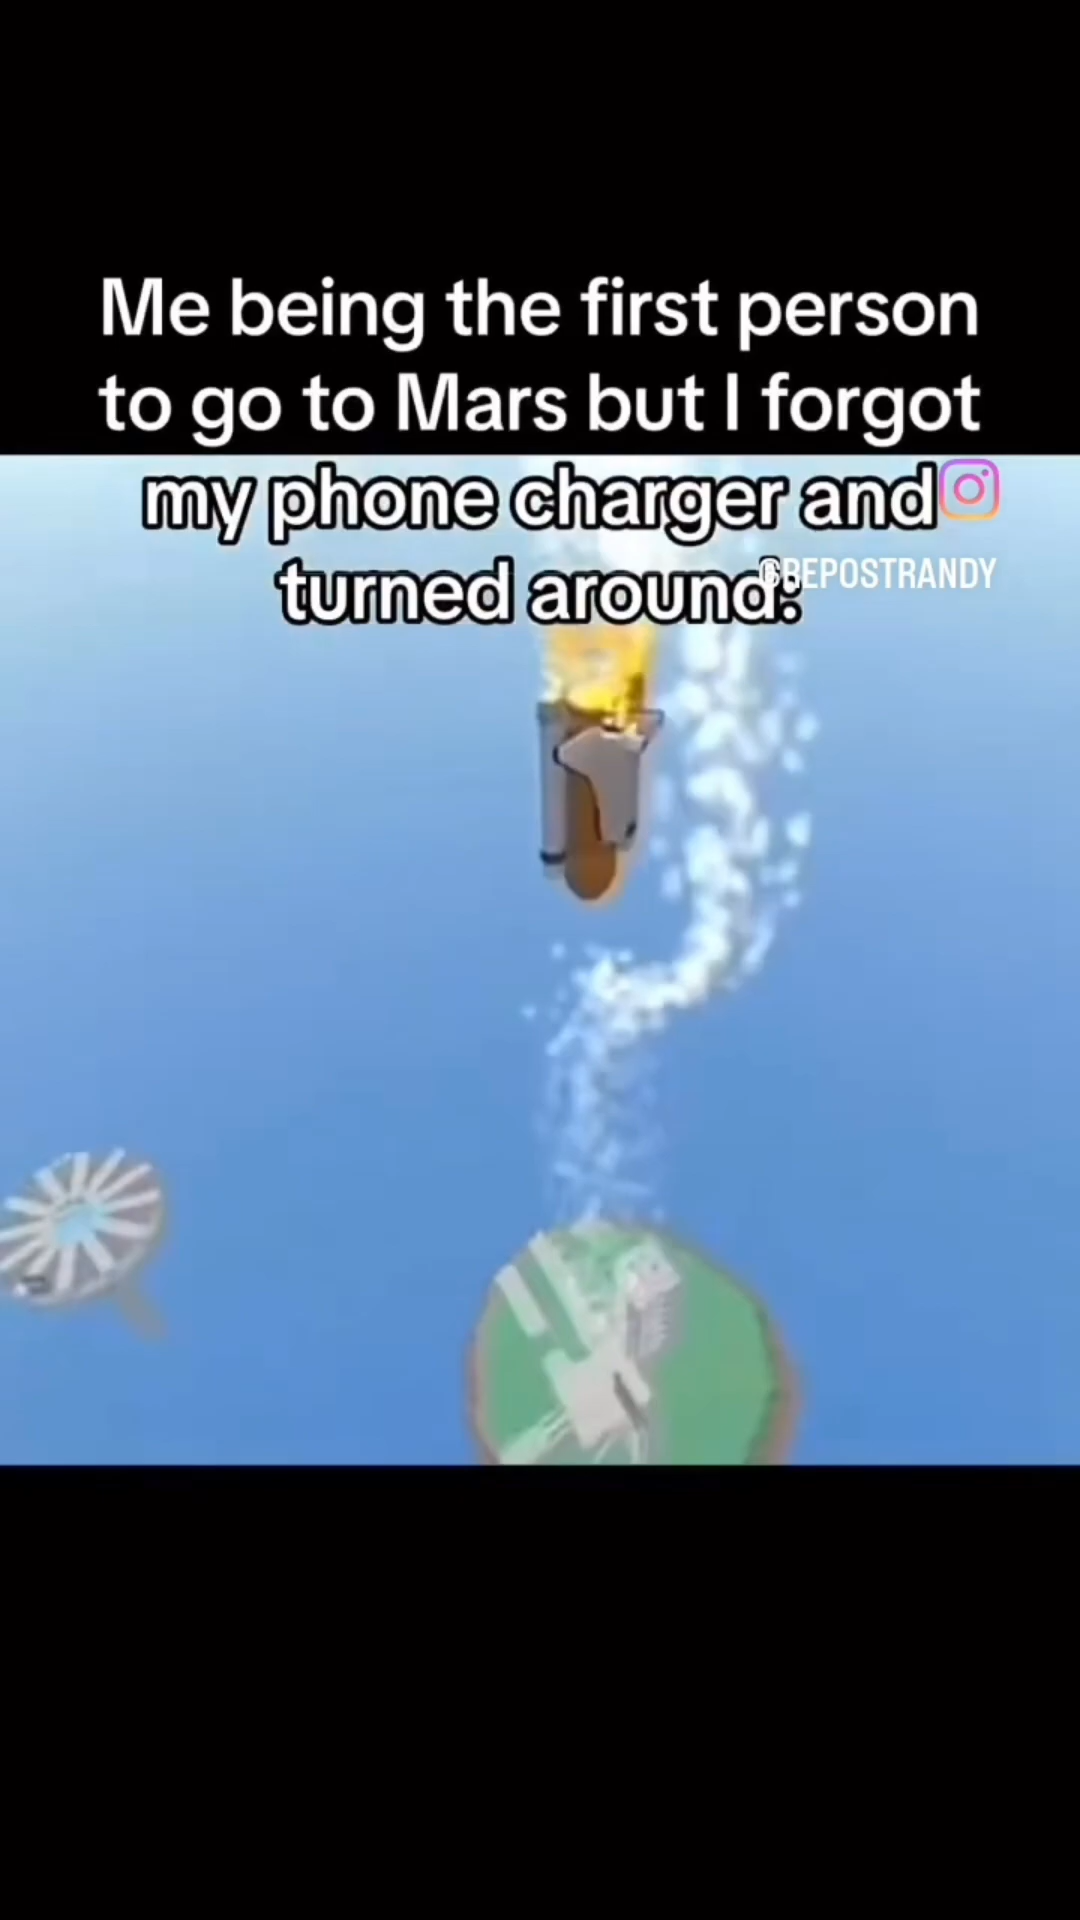 Me being the first person
to go to Mars but I forgot
my phone charger and
turned around:
@REPOSTRANDY